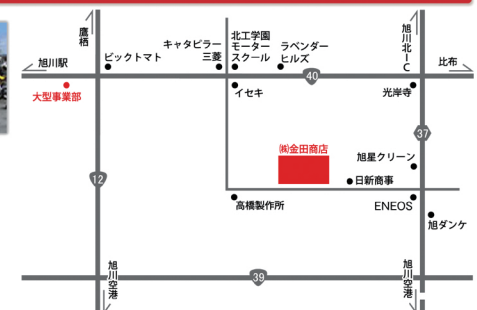 鷹栖
旭川北IC
旭川駅
ビックトマト
キャタピラー
三菱
北工学園
モーター
スクール
ラベンダー
ヒルズ
比布
40
大型事業部
イセキ
光岸寺
37
㈱金田商店
旭星クリーン
12
日新商事
高橋製作所
ENEOS
旭ダンケ
旭川空港
39
旭川空港